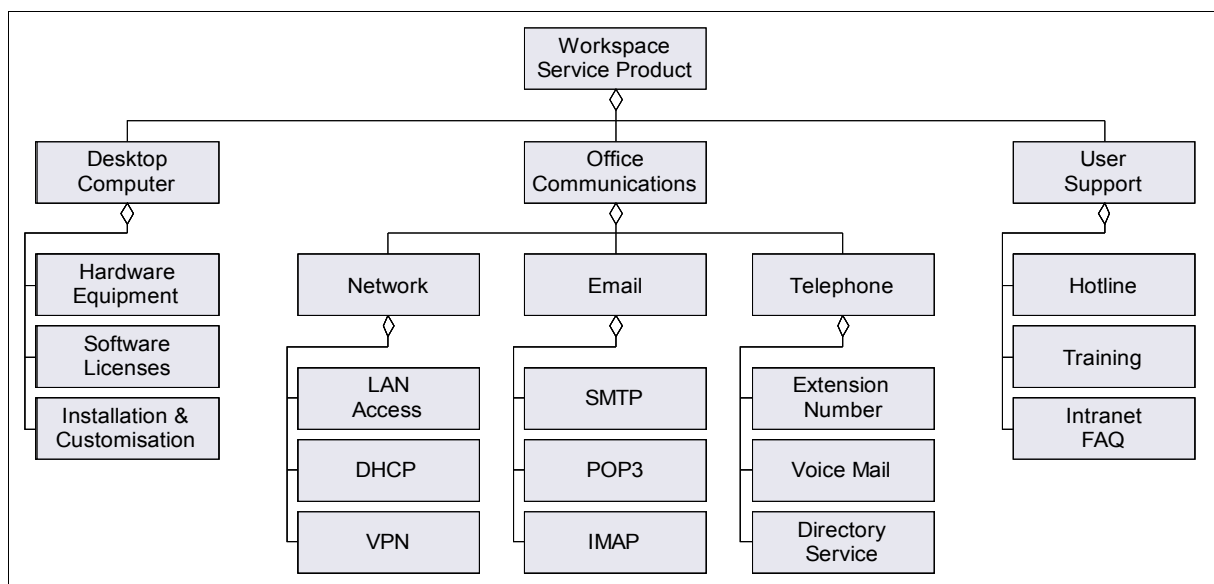 Workspace
Service Product
Desktop
Computer
Office
Communications
User
Support
Hardware
Equipment
Software
Licenses
Installation &
Customisation
Network
LAN
Access
DHCP
VPN
Email
SMTP
POP3
IMAP
Telephone
Extension
Number
Voice Mail
Directory
Service
Hotline
Training
Intranet
FAQ